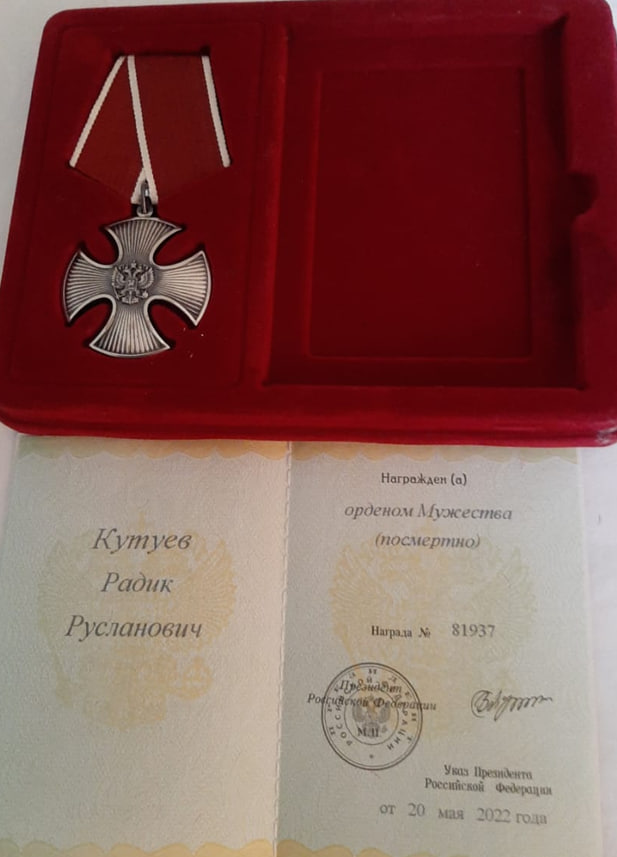 Кутуев
Радик
Русланович
Награжден (а)
орденом Мужества
(посмертно)
Награда № 81937
Президент
Российской Федерации
М.П.
Указ Президента
Российской Федерации
от 20 мая 2022 года